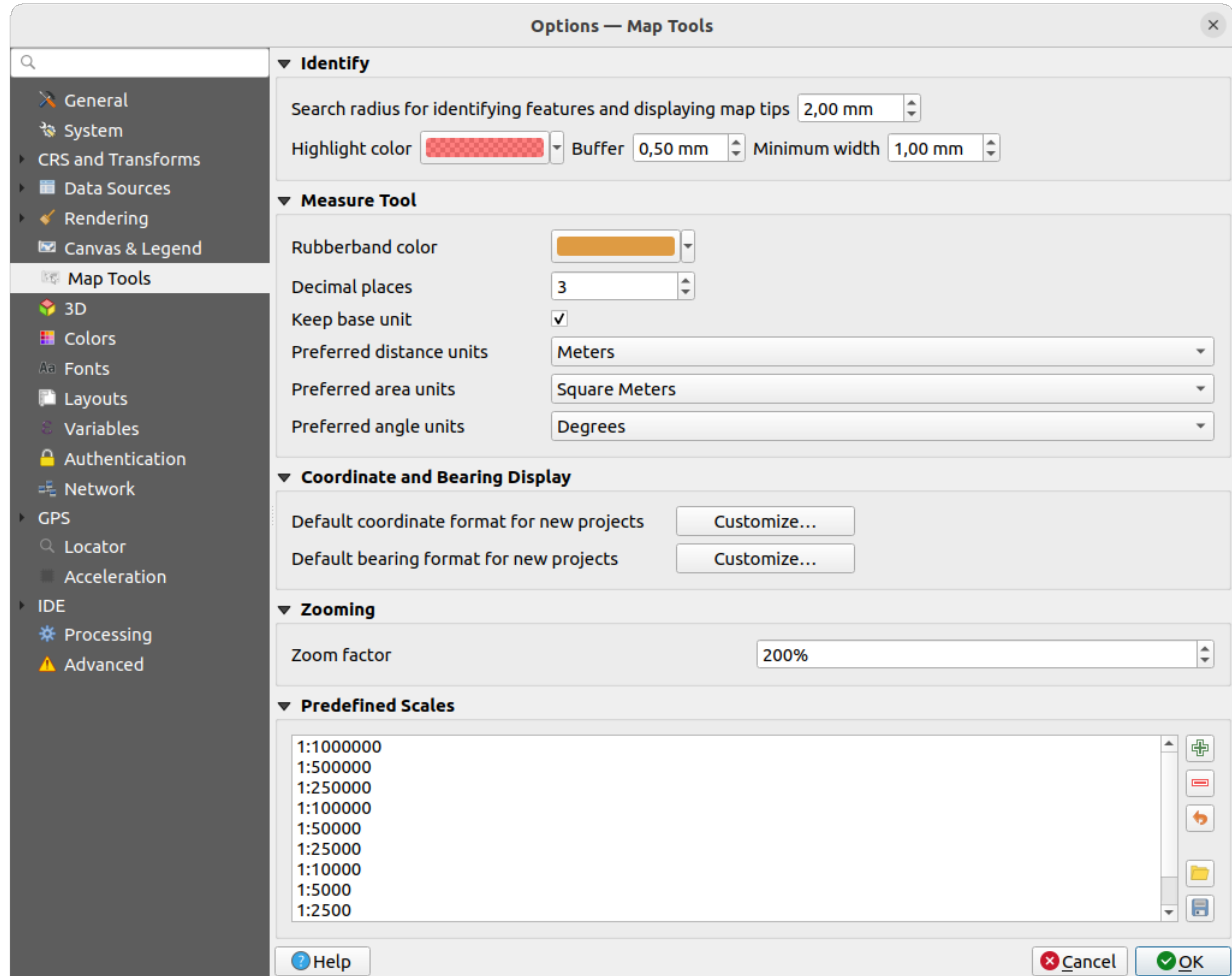 Options — Map Tools
Identify
General
Search radius for identifying features and displaying map tips 2,00 mm
System
Highlight color Buffer 0,50 mm Minimum width 1,00 mm
CRS and Transforms
Data Sources
Measure Tool
Rendering
Rubberband color
Canvas & Legend
Map Tools
Decimal places 3
3D
Keep base unit
Colors
Preferred distance units Meters
Fonts
Preferred area units Square Meters
Layouts
Variables
Preferred angle units Degrees
Authentication
Coordinate and Bearing Display
Network
GPS
Default coordinate format for new projects Customize...
Locator
Default bearing format for new projects Customize...
Acceleration
IDE
Zooming
Processing
Zoom factor 200%
Advanced
Predefined Scales
1:1000000
1:500000
1:250000
1:100000
1:50000
1:25000
1:10000
1:5000
1:2500
Help Cancel OK